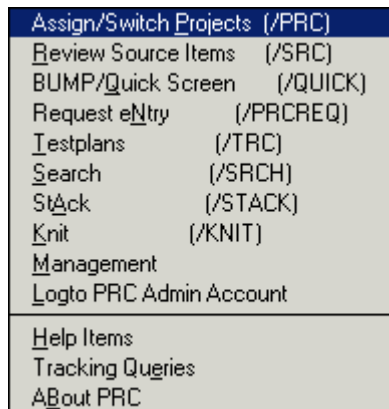 Assign/Switch Projects (/PRC)
Review Source Items (/SRC)
BUMP/Quick Screen (/QUICK)
Request eNtry (/PRCREQ)
Testplans (/TRC)
Search (/SRCH)
StAck (/STACK)
Knit (/KNIT)
Management
Logto PRC Admin Account
Help Items
Tracking Queries
ABout PRC